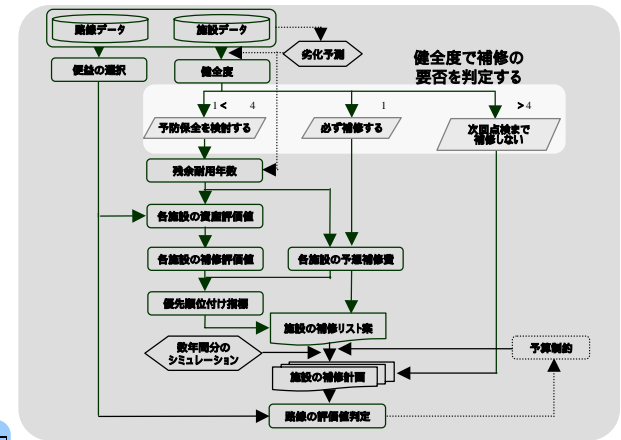 路線データ
施設データ
劣化予測
健全度で補修の
要否を判定する
便益の選択
健全度
1 <
4
1
> 4
予防保全を検討する
必ず補修する
次回点検まで
補修しない
残余耐用年数
各施設の資産評価値
各施設の補修評価値
各施設の予想補修費
優先順位付け指標
施設の補修リスト案
数年間分の
シミュレーション
予算制約
施設の補修計画
路線の評価値判定